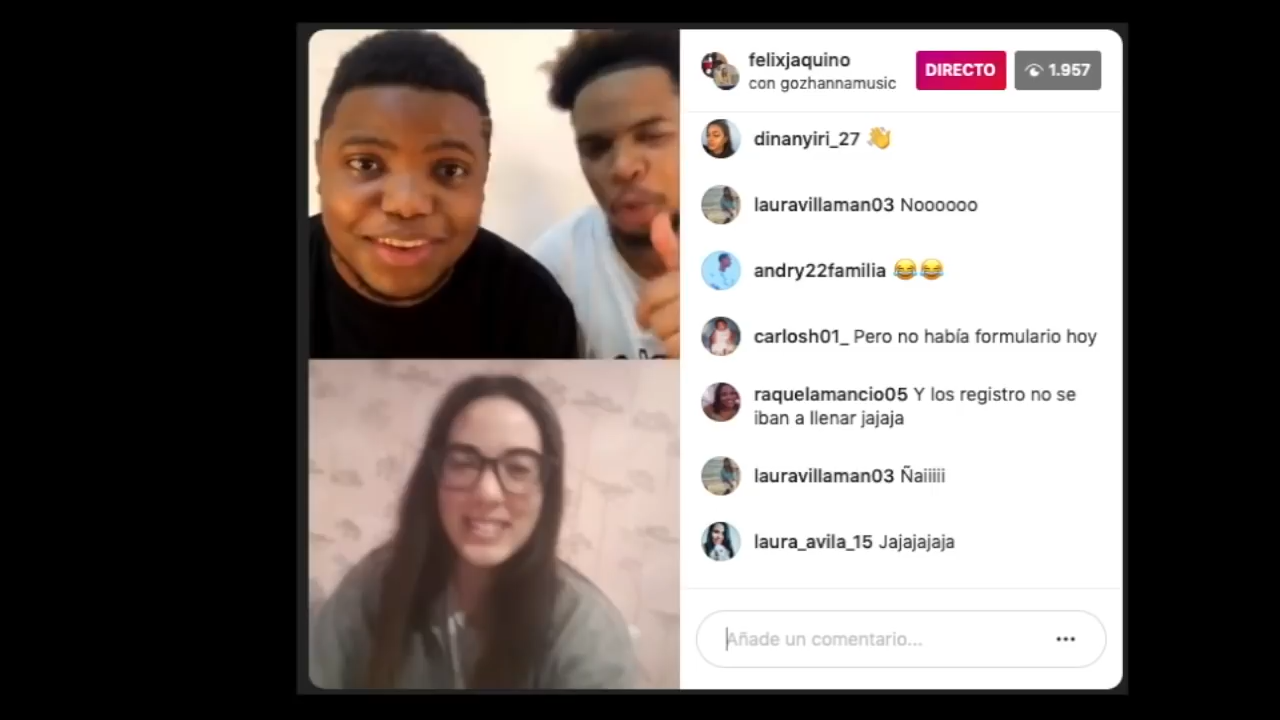 felixjaquino
con gozhannamusic
DIRECTO
1.957
dinanyiri_27 👋
lauravillaman03 Noooooo
andry22familia 😂😂
carlosh01_ Pero no había formulario hoy
raquelamancio05 Y los registro no se
iban a llenar jajaja
lauravillaman03 Ñaiiiii
laura_avila_15 Jajajajaja
Añade un comentario...